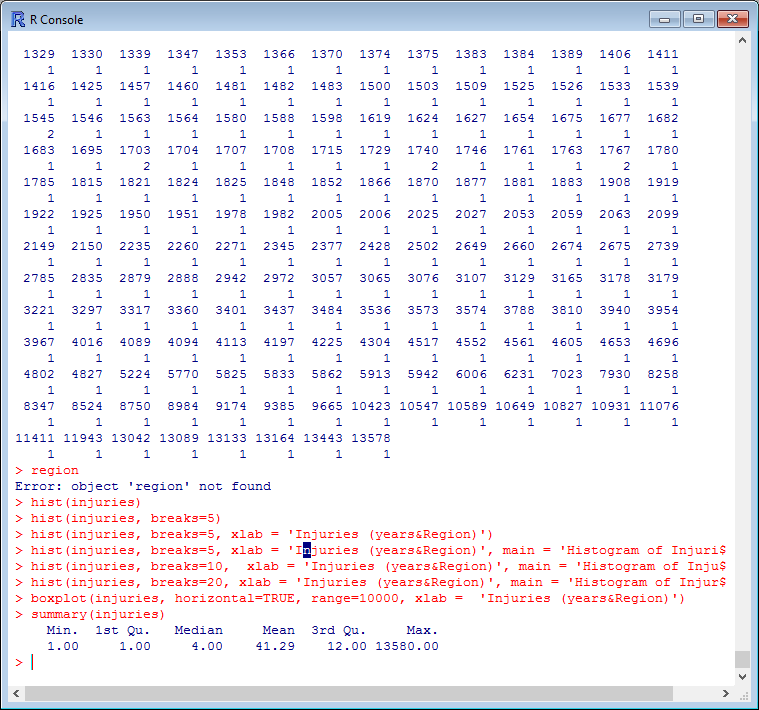 R Console
1329 1330 1339 1347 1353 1366 1370 1374 1375 1383 1384 1389 1406 1411
1 1 1 1 1 1 1 1 1 1 1 1 1 1
1416 1425 1457 1460 1481 1482 1483 1500 1503 1509 1525 1526 1533 1539
1 1 1 1 1 1 1 1 1 1 1 1 1 1
1545 1546 1563 1564 1580 1588 1598 1619 1624 1627 1654 1675 1677 1682
2 1 1 1 1 1 1 1 1 1 1 1 1 1
1683 1695 1703 1704 1707 1708 1715 1729 1740 1746 1761 1763 1767 1780
1 1 2 1 1 1 1 1 2 1 1 1 2 1
1785 1815 1821 1824 1825 1848 1852 1866 1870 1877 1881 1883 1908 1919
1 1 1 1 1 1 1 1 1 1 1 1 1 1
1922 1925 1950 1951 1978 1982 2005 2006 2025 2027 2053 2059 2063 2099
1 1 1 1 1 1 1 1 1 1 1 1 1 1
2149 2150 2235 2260 2271 2345 2377 2428 2502 2649 2660 2674 2675 2739
1 1 1 1 1 1 1 1 1 1 1 1 1 1
2785 2835 2879 2888 2942 2972 3057 3065 3076 3107 3129 3165 3178 3179
1 1 1 1 1 1 1 1 1 1 1 1 1 1
3221 3297 3317 3360 3401 3437 3484 3536 3573 3574 3788 3810 3940 3954
1 1 1 1 1 1 1 1 1 1 1 1 1 1
3967 4016 4089 4094 4113 4197 4225 4304 4517 4552 4561 4605 4653 4696
1 1 1 1 1 1 1 1 1 1 1 1 1 1
4802 4827 5224 5770 5825 5833 5862 5913 5942 6006 6231 7023 7930 8258
1 1 1 1 1 1 1 1 1 1 1 1 1 1
8347 8524 8750 8984 9174 9385 9665 10423 10547 10589 10649 10827 10931 11076
1 1 1 1 1 1 1 1 1 1 1 1 1 1
11411 11943 13042 13089 13133 13164 13443 13578
1 1 1 1 1 1 1 1
> region
Error: object 'region' not found
> hist(injuries)
> hist(injuries, breaks=5)
> hist(injuries, breaks=5, xlab = 'Injuries (years&Region)')
> hist(injuries, breaks=5, xlab = 'Injuries (years&Region)', main = 'Histogram of Injuri$
> hist(injuries, breaks=10,  xlab = 'Injuries (years&Region)', main = 'Histogram of Inju$
> hist(injuries, breaks=20, xlab = 'Injuries (years&Region)', main = 'Histogram of Injur$
> boxplot(injuries, horizontal=TRUE, range=10000, xlab =  'Injuries (years&Region)')
> summary(injuries)
Min. 1st Qu. Median Mean 3rd Qu. Max.
1.00 1.00 4.00 41.29 12.00 13580.00
>